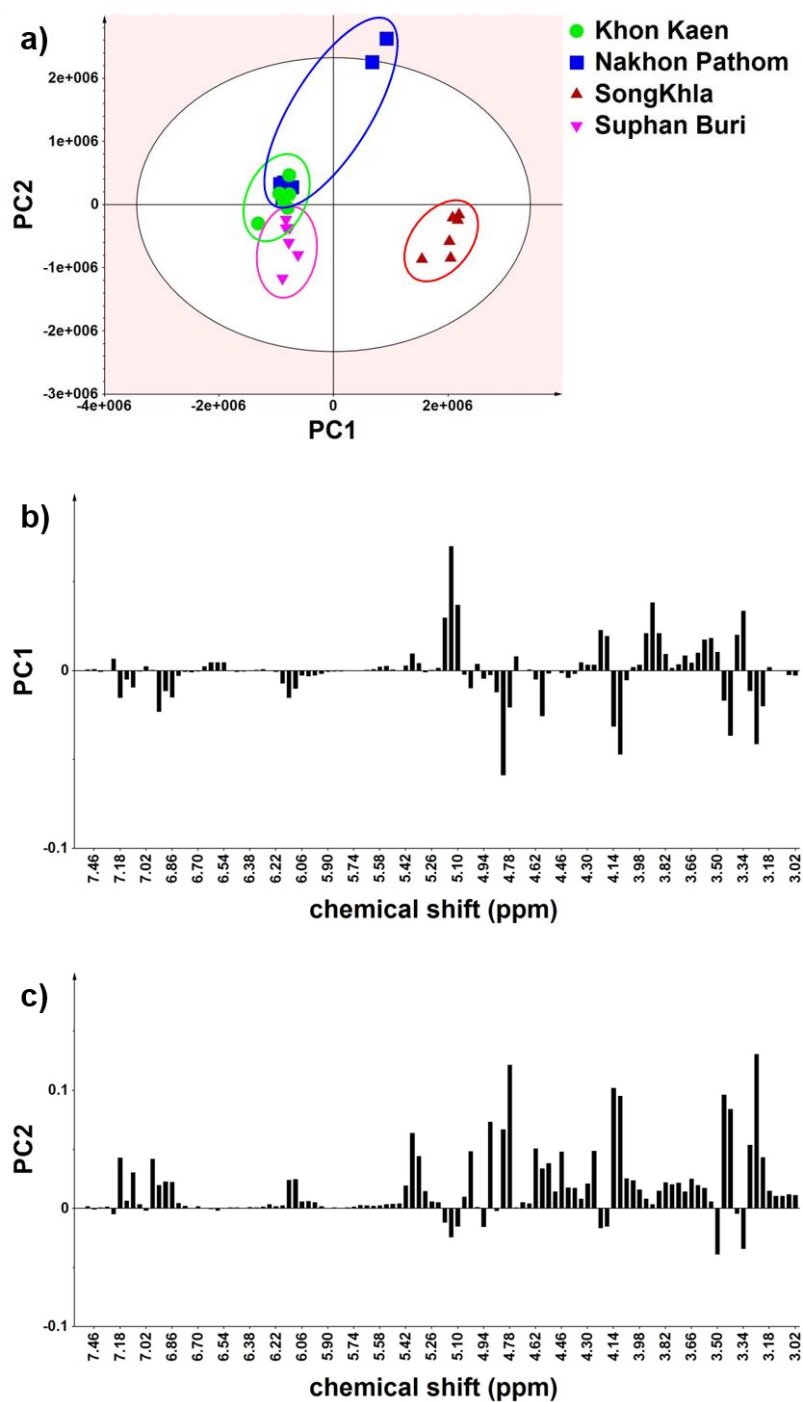 a)
Khon Kaen
Nakhon Pathom
SongKhla
Suphan Buri
PC2
2e+006
1e+006
0
-1e+006
-2e+006
-3e+006
-4e+006 -2e+006 0 2e+006
PC1
b)
PC1
0
-0.1
7.46 7.18 7.02 6.86 6.70 6.54 6.38 6.22 6.06 5.90 5.74 5.58 5.42 5.26 5.10 4.94 4.78 4.62 4.46 4.30 4.14 3.98 3.82 3.66 3.50 3.34 3.18 3.02
chemical shift (ppm)
c)
PC2
0.1
0
-0.1
7.46 7.18 7.02 6.86 6.70 6.54 6.38 6.22 6.06 5.90 5.74 5.58 5.42 5.26 5.10 4.94 4.78 4.62 4.46 4.30 4.14 3.98 3.82 3.66 3.50 3.34 3.18 3.02
chemical shift (ppm)